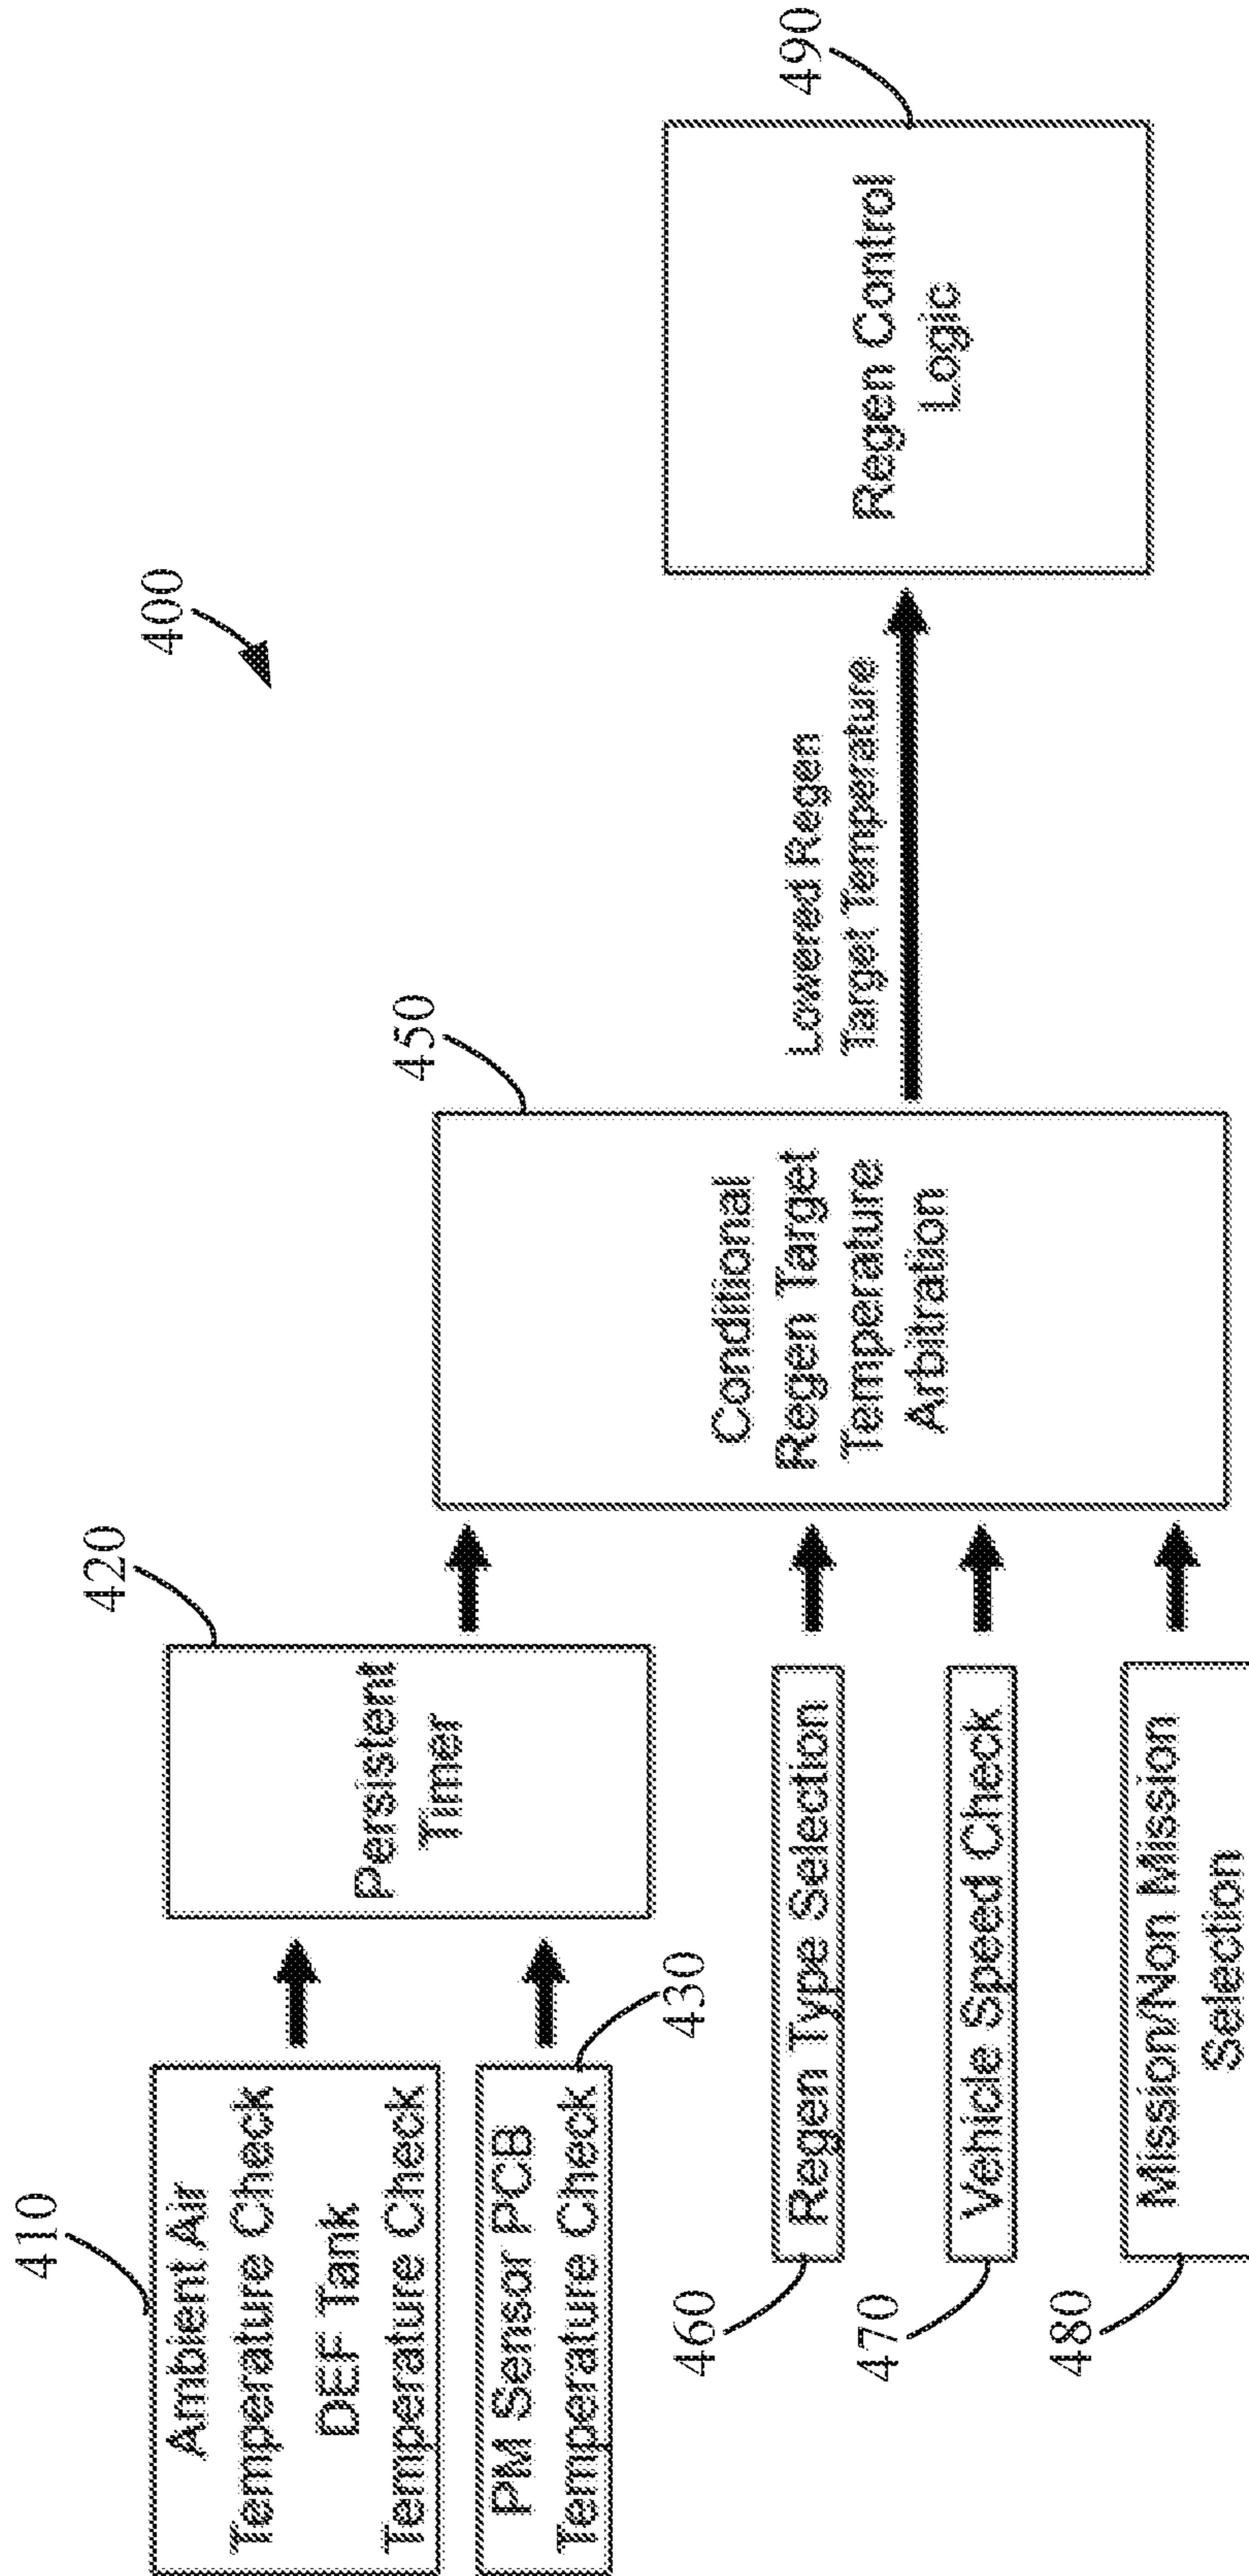 400
410
Ambient Air
Temperature Check
DEF Tank
Temperature Check
PM Sensor PCB
Temperature Check
430
420
Persistent
Timer
460
Regen Type Selection
470
Vehicle Speed Check
480
Mission/Non Mission
Selection
450
Conditional
Regen Target
Temperature
Arbitration
Lowered Regen
Target Temperature
490
Regen Control
Logic